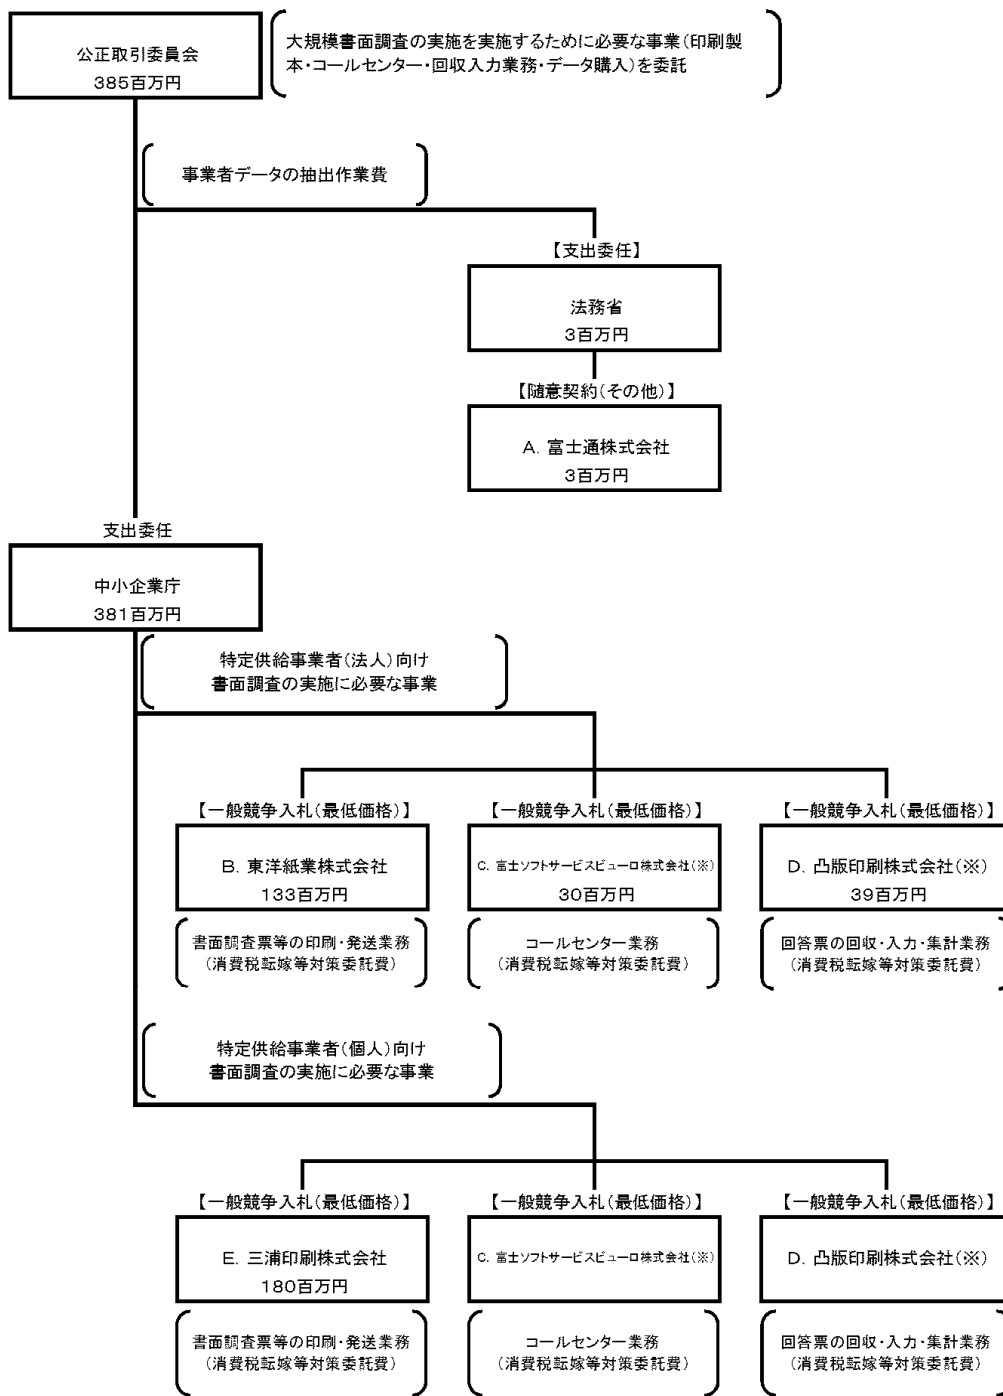 公正取引委員会
385百万円
大規模書面調査の実施を実施するために必要な事業(印刷製
本・コールセンター・回収入力業務・データ購入)を委託
事業者データの抽出作業費
【支出委任】
法務省
3百万円
【随意契約(その他)】
A. 富士通株式会社
3百万円
支出委任
中小企業庁
381百万円
特定供給事業者(法人)向け
書面調査の実施に必要な事業
【一般競争入札(最低価格)】
【一般競争入札(最低価格)】
【一般競争入札(最低価格)】
B. 東洋紙業株式会社
133百万円
C. 富士ソフトサービスビューロ株式会社(※)
30百万円
D. 凸版印刷株式会社(※)
39百万円
書面調査票等の印刷・発送業務
(消費税転嫁等対策委託費)
コールセンター業務
(消費税転嫁等対策委託費)
回答票の回収・入力・集計業務
(消費税転嫁等対策委託費)
特定供給事業者(個人)向け
書面調査の実施に必要な事業
【一般競争入札(最低価格)】
【一般競争入札(最低価格)】
【一般競争入札(最低価格)】
E. 三浦印刷株式会社
180百万円
C. 富士ソフトサービスビューロ株式会社(※)
D. 凸版印刷株式会社(※)
書面調査票等の印刷・発送業務
(消費税転嫁等対策委託費)
コールセンター業務
(消費税転嫁等対策委託費)
回答票の回収・入力・集計業務
(消費税転嫁等対策委託費)